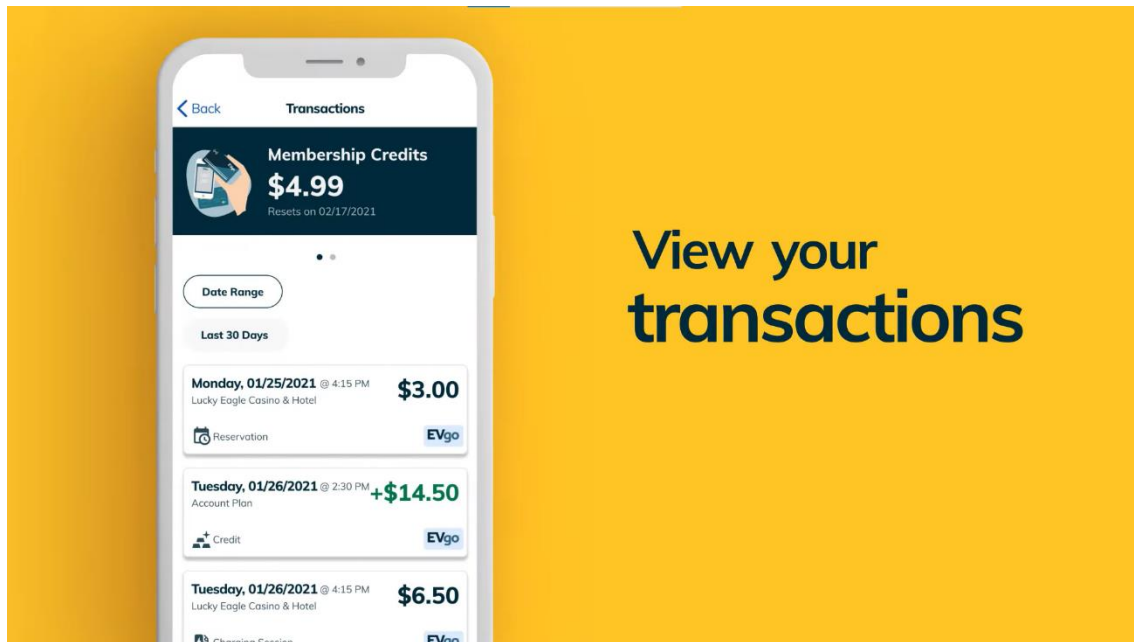 Back
Transactions
Membership Credits
$4.99
Resets on 02/17/2021
Date Range
Last 30 Days
Monday, 01/25/2021 @ 4:15 PM
$3.00
Lucky Eagle Casino & Hotel
Reservation
EVgo
Tuesday, 01/26/2021 @ 2:30 PM
+$14.50
Account Plan
Credit
EVgo
Tuesday, 01/26/2021 @ 4:15 PM
$6.50
Lucky Eagle Casino & Hotel
Charging Session
EVgo
View your
transactions